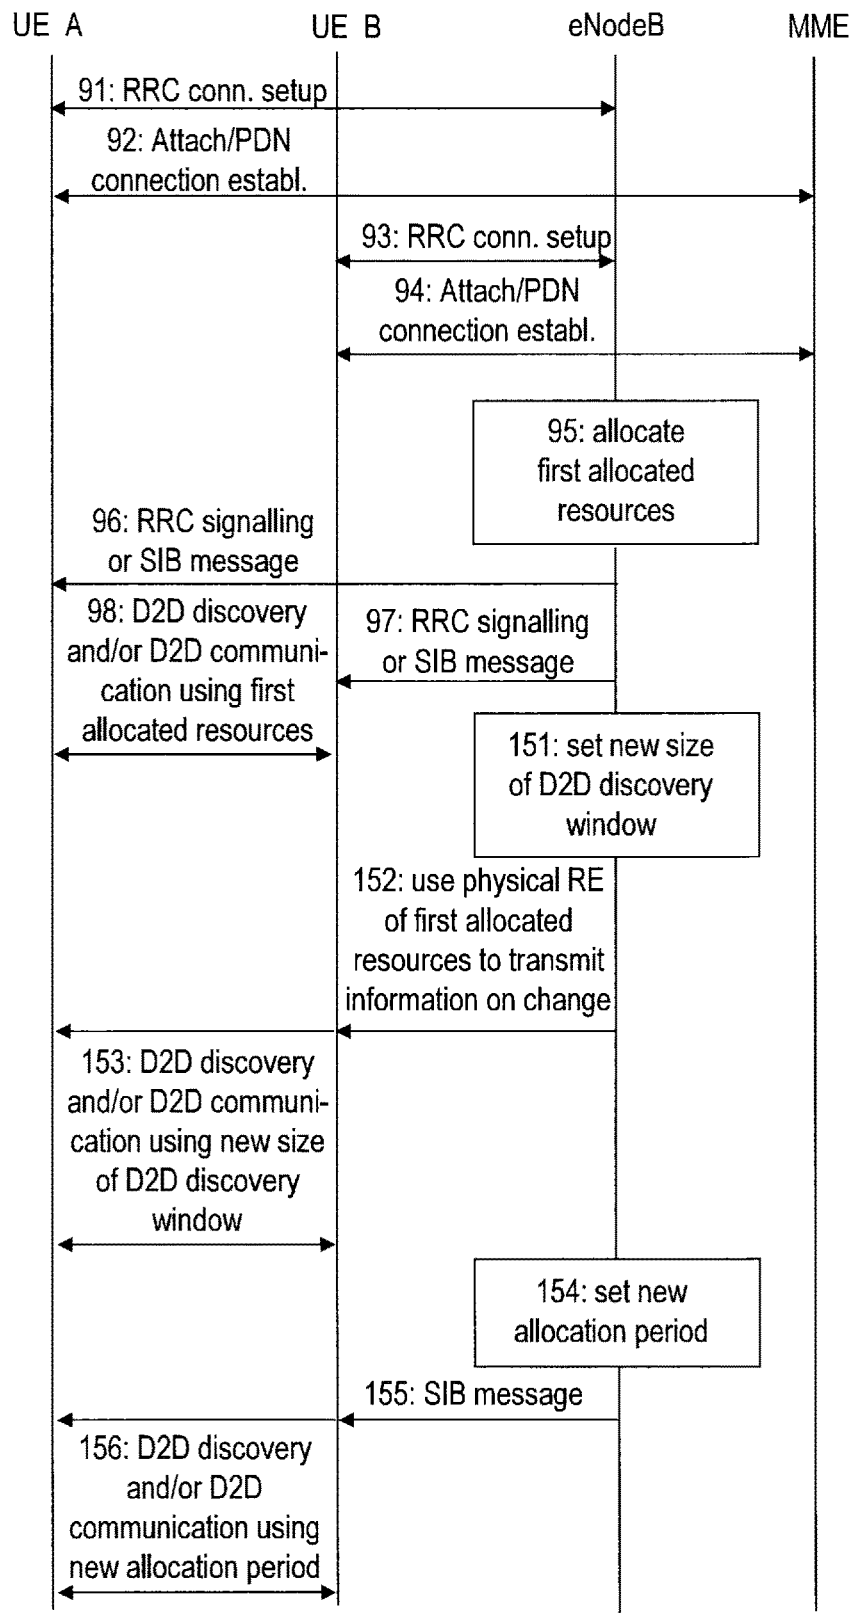 UE A
UE B
eNodeB
MME
91: RRC conn. setup
92: Attach/PDN
connection establ.
93: RRC conn. setup
94: Attach/PDN
connection establ.
95: allocate
first allocated
resources
96: RRC signalling
or SIB message
98: D2D discovery
and/or D2D communi-
cation using first
allocated resources
97: RRC signalling
or SIB message
151: set new size
of D2D discovery
window
152: use physical RE
of first allocated
resources to transmit
information on change
153: D2D discovery
and/or D2D communi-
cation using new size
of D2D discovery
window
154: set new
allocation period
155: SIB message
156: D2D discovery
and/or D2D
communication using
new allocation period